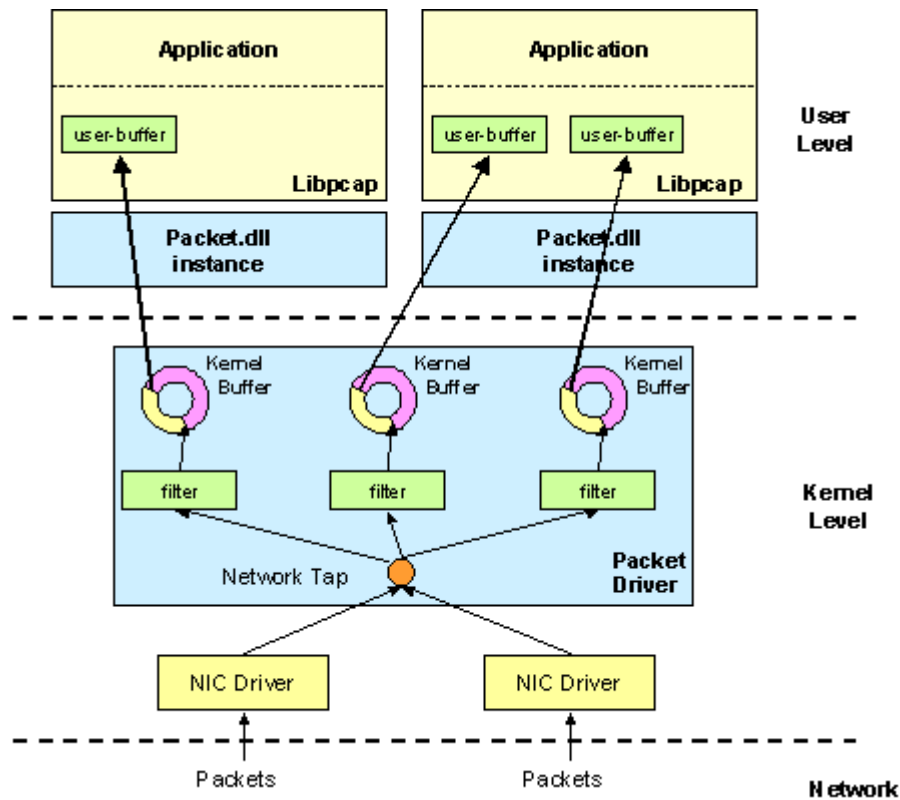 Application
Application
user-buffer
user-buffer
user-buffer
User
Level
Libpcap
Libpcap
Packet.dll
instance
Packet.dll
instance
Kernel
Buffer
Kernel
Buffer
Kernel
Buffer
filter
filter
filter
Kernel
Level
Network Tap
Packet
Driver
NIC Driver
NIC Driver
Packets
Packets
Network